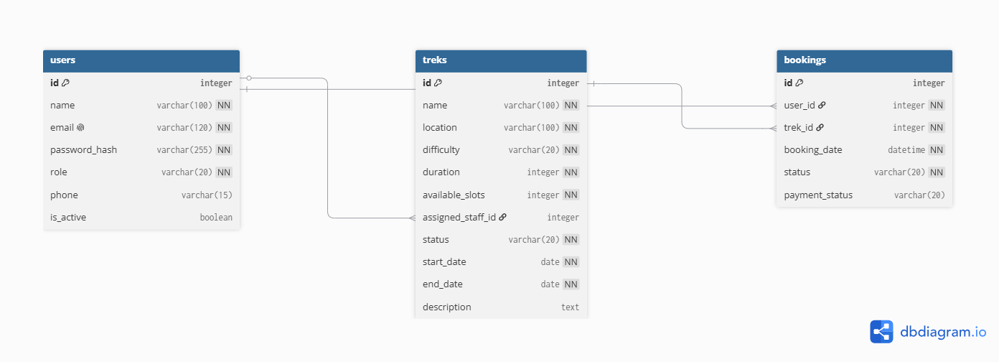 users
id integer
name varchar(100) NN
email varchar(120) NN
password_hash varchar(255) NN
role varchar(20) NN
phone varchar(15)
is_active boolean
treks
id integer
name varchar(100) NN
location varchar(100) NN
difficulty varchar(20) NN
duration integer NN
available_slots integer NN
assigned_staff_id integer
status varchar(20) NN
start_date date NN
end_date date NN
description text
bookings
id integer
user_id integer NN
trek_id integer NN
booking_date datetime NN
status varchar(20) NN
payment_status varchar(20)
dbdiagram.io